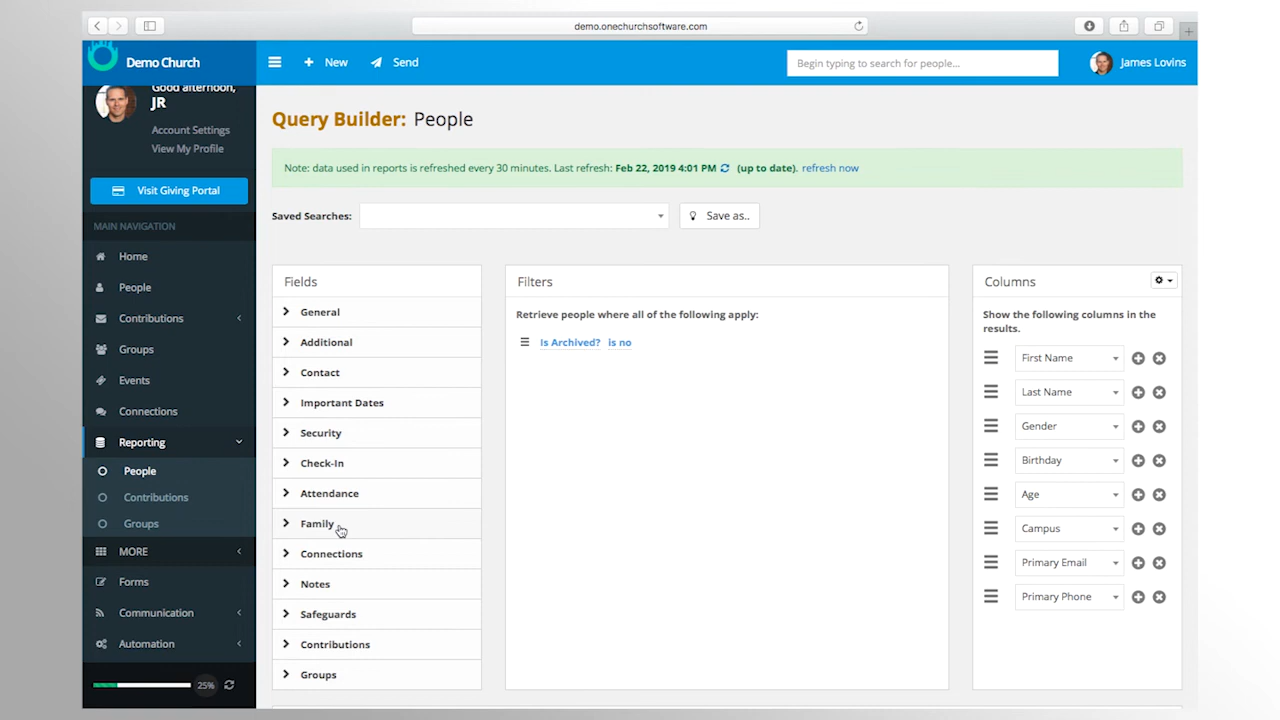 demo.onechurchsoftware.com
Demo Church
+ New
Send
Begin typing to search for people...
James Lovins
Good afternoon,
JR
Account Settings
View My Profile
Visit Giving Portal
MAIN NAVIGATION
Home
People
Contributions
Groups
Events
Connections
Reporting
People
Contributions
Groups
MORE
Forms
Communication
Automation
25%
Query Builder: People
Note: data used in reports is refreshed every 30 minutes. Last refresh: Feb 22, 2019 4:01 PM (up to date). refresh now
Saved Searches:
Save as..
Fields
General
Additional
Contact
Important Dates
Security
Check-In
Attendance
Family
Connections
Notes
Safeguards
Contributions
Groups
Filters
Retrieve people where all of the following apply:
Is Archived? is no
Columns
Show the following columns in the
results.
First Name
Last Name
Gender
Birthday
Age
Campus
Primary Email
Primary Phone